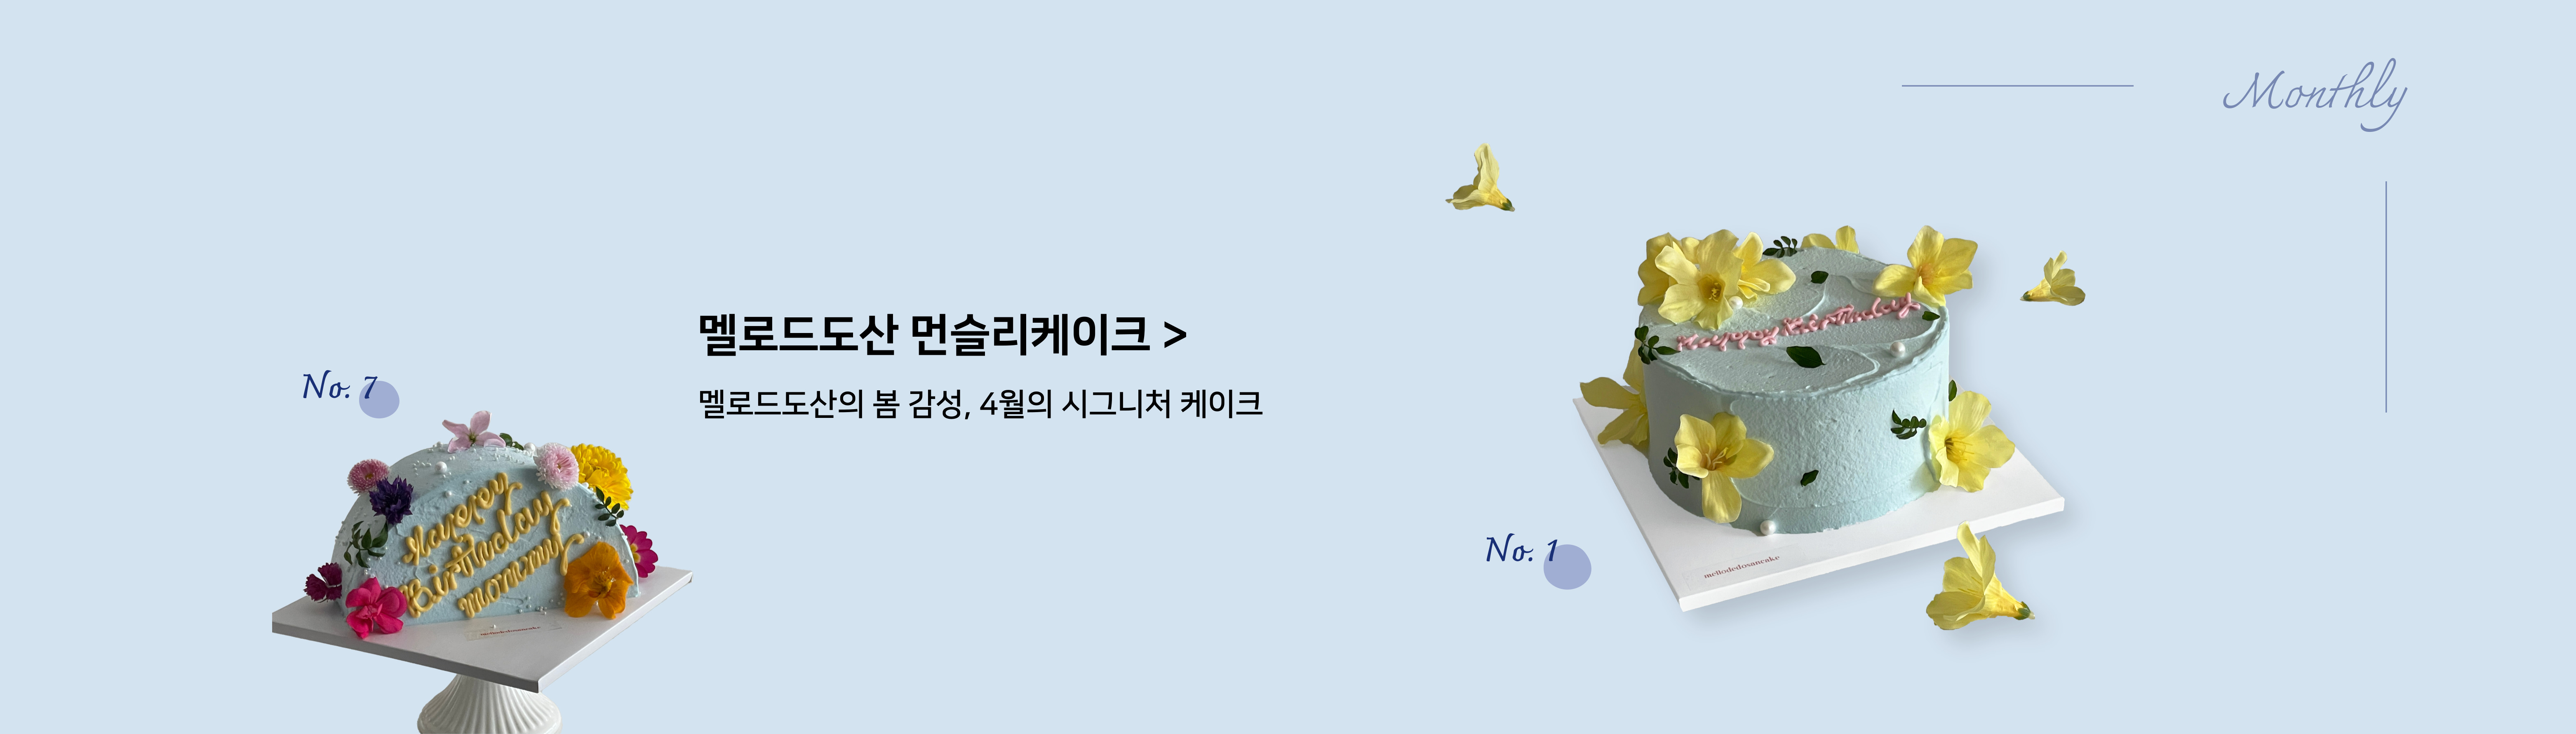 Monthly
멜로드도산 먼슬리케이크 >
멜로드도산의 봄 감성, 4월의 시그니처 케이크
No. 7
Happy
Birthday
mommy
mellodedosancake
No. 1
Happy Birthday
mellodedosancake